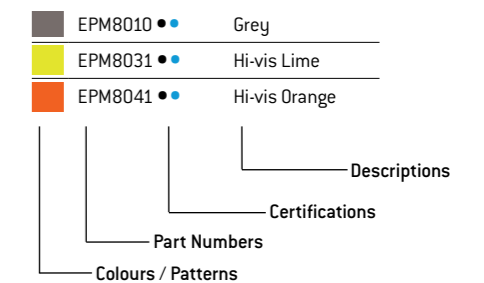 EPM8010 •• Grey
EPM8031 •• Hi-vis Lime
EPM8041 •• Hi-vis Orange
Descriptions
Certifications
Part Numbers
Colours / Patterns